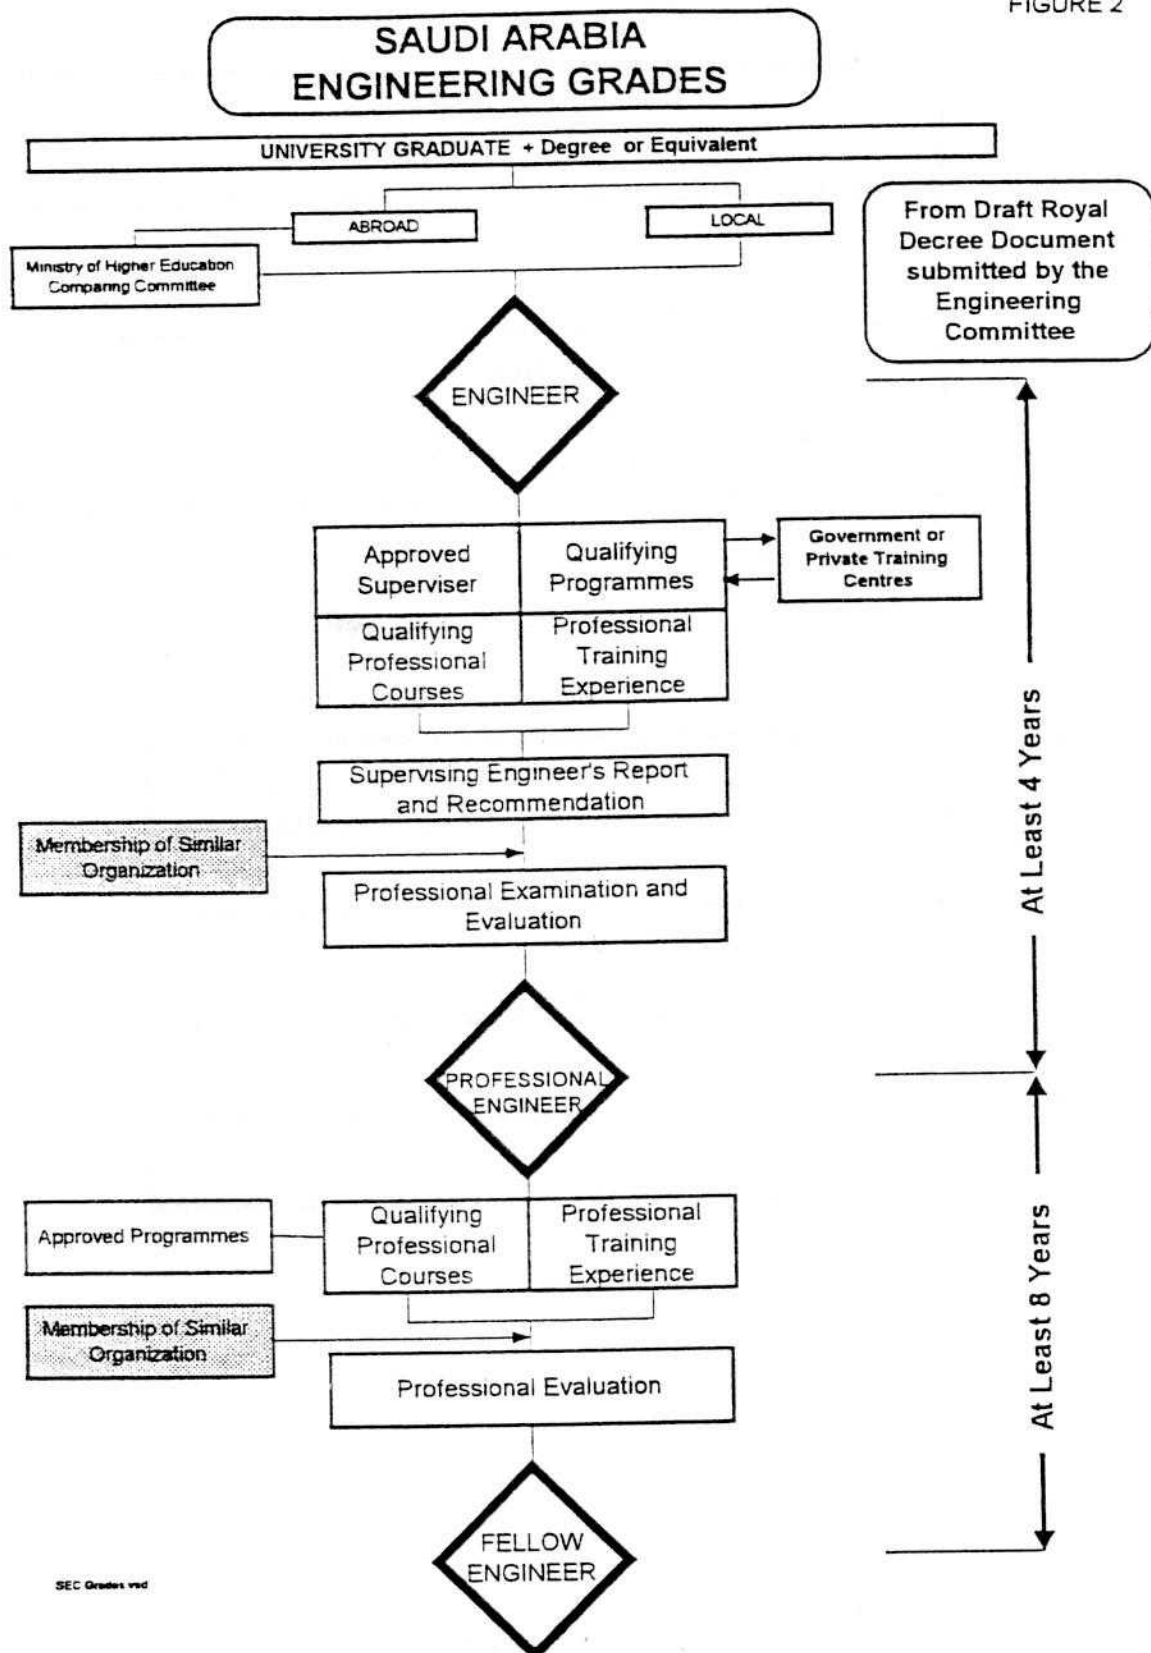 FIGURE 2
SAUDI ARABIA
ENGINEERING GRADES
UNIVERSITY GRADUATE + Degree or Equivalent
ABROAD
LOCAL
Ministry of Higher Education
Comparing Committee
From Draft Royal
Decree Document
submitted by the
Engineering
Committee
ENGINEER
Approved
Superviser
Qualifying
Programmes
Government or
Private Training
Centres
Qualifying
Professional
Courses
Professional
Training
Experience
At Least 4 Years
Supervising Engineer's Report
and Recommendation
Membership of Similar
Organization
Professional Examination and
Evaluation
PROFESSIONAL
ENGINEER
Approved Programmes
Qualifying
Professional
Courses
Professional
Training
Experience
At Least 8 Years
Membership of Similar
Organization
Professional Evaluation
FELLOW
ENGINEER
SEC Grades vsd